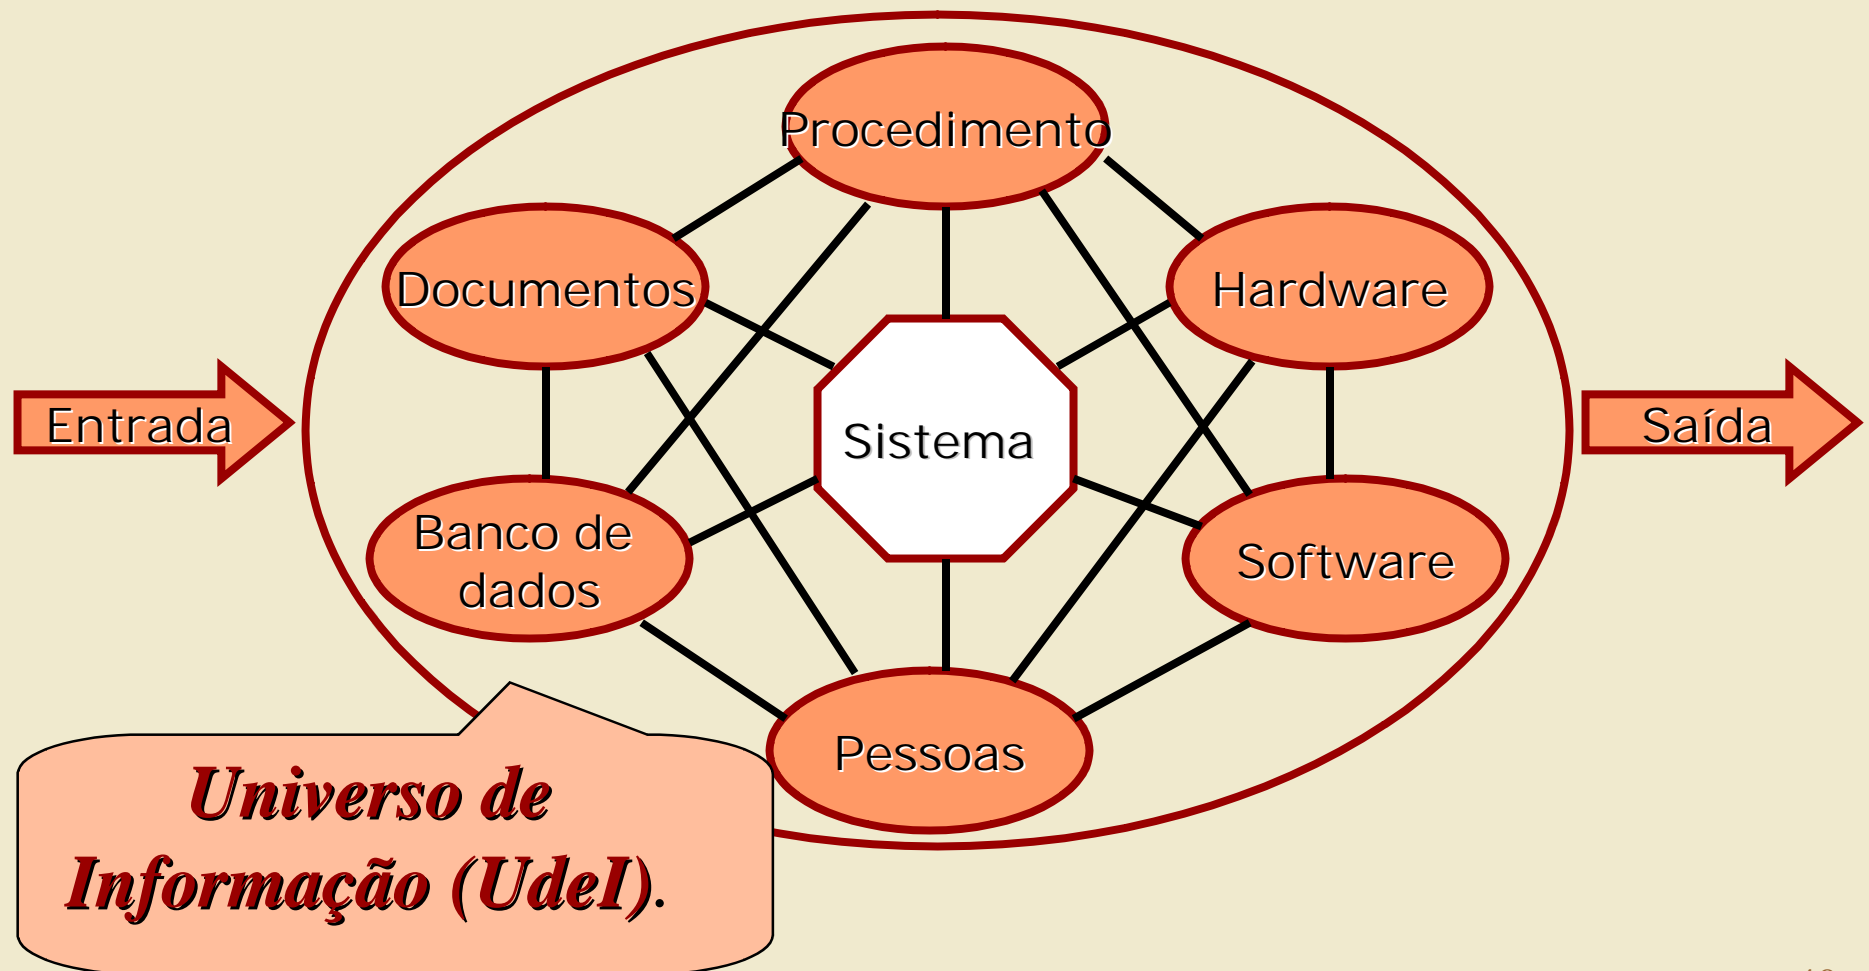 Procedimento
Documentos
Hardware
Entrada
Sistema
Saída
Banco de
dados
Software
Pessoas
Universo de
Informação (UdeI).